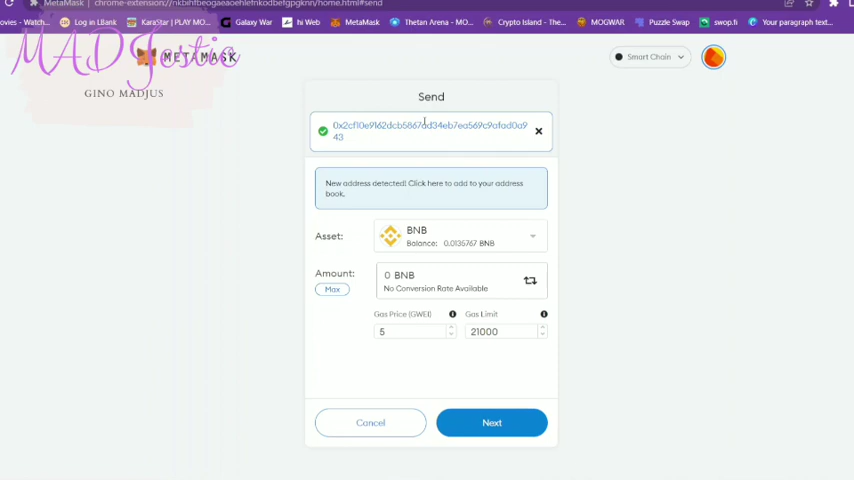 MetaMask
chrome-extension://nkbihfbeogaeaoehlefnkodbefgpgknn/home.html#send
ovies - Watch...
Log in LBank
KaraStar | PLAY MO...
Galaxy War
hi Web
MetaMask
Thetan Arena - MO...
Crypto Island - The...
MOGWAR
Puzzle Swap
swop.fi
Your paragraph text...
MADJestic
METAMASK
GINO MADJUS
Smart Chain
Send
0x2cf10e9162dcb5867dd34eb7ea569c9afad0a9
43
New address detected! Click here to add to your address
book.
Asset:
BNB
Balance: 0.0135767 BNB
Amount:
Max
0 BNB
No Conversion Rate Available
Gas Price (GWEI)
Gas Limit
5
21000
Cancel
Next